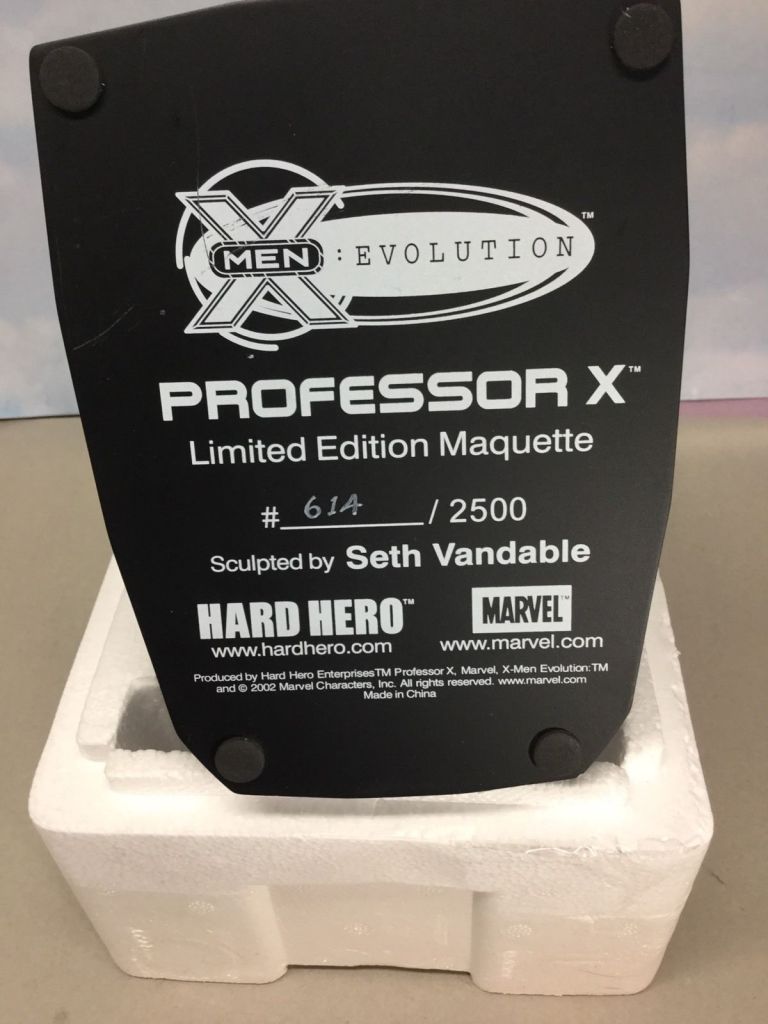 X
MEN : EVOLUTION ™
PROFESSOR X™
Limited Edition Maquette
# 614 / 2500
Sculpted by Seth Vandable
HARD HERO™ MARVEL™
www.hardhero.com www.marvel.com
Produced by Hard Hero EnterprisesTM Professor X, Marvel, X-Men Evolution:TM
and © 2002 Marvel Characters, Inc. All rights reserved. www.marvel.com
Made in China